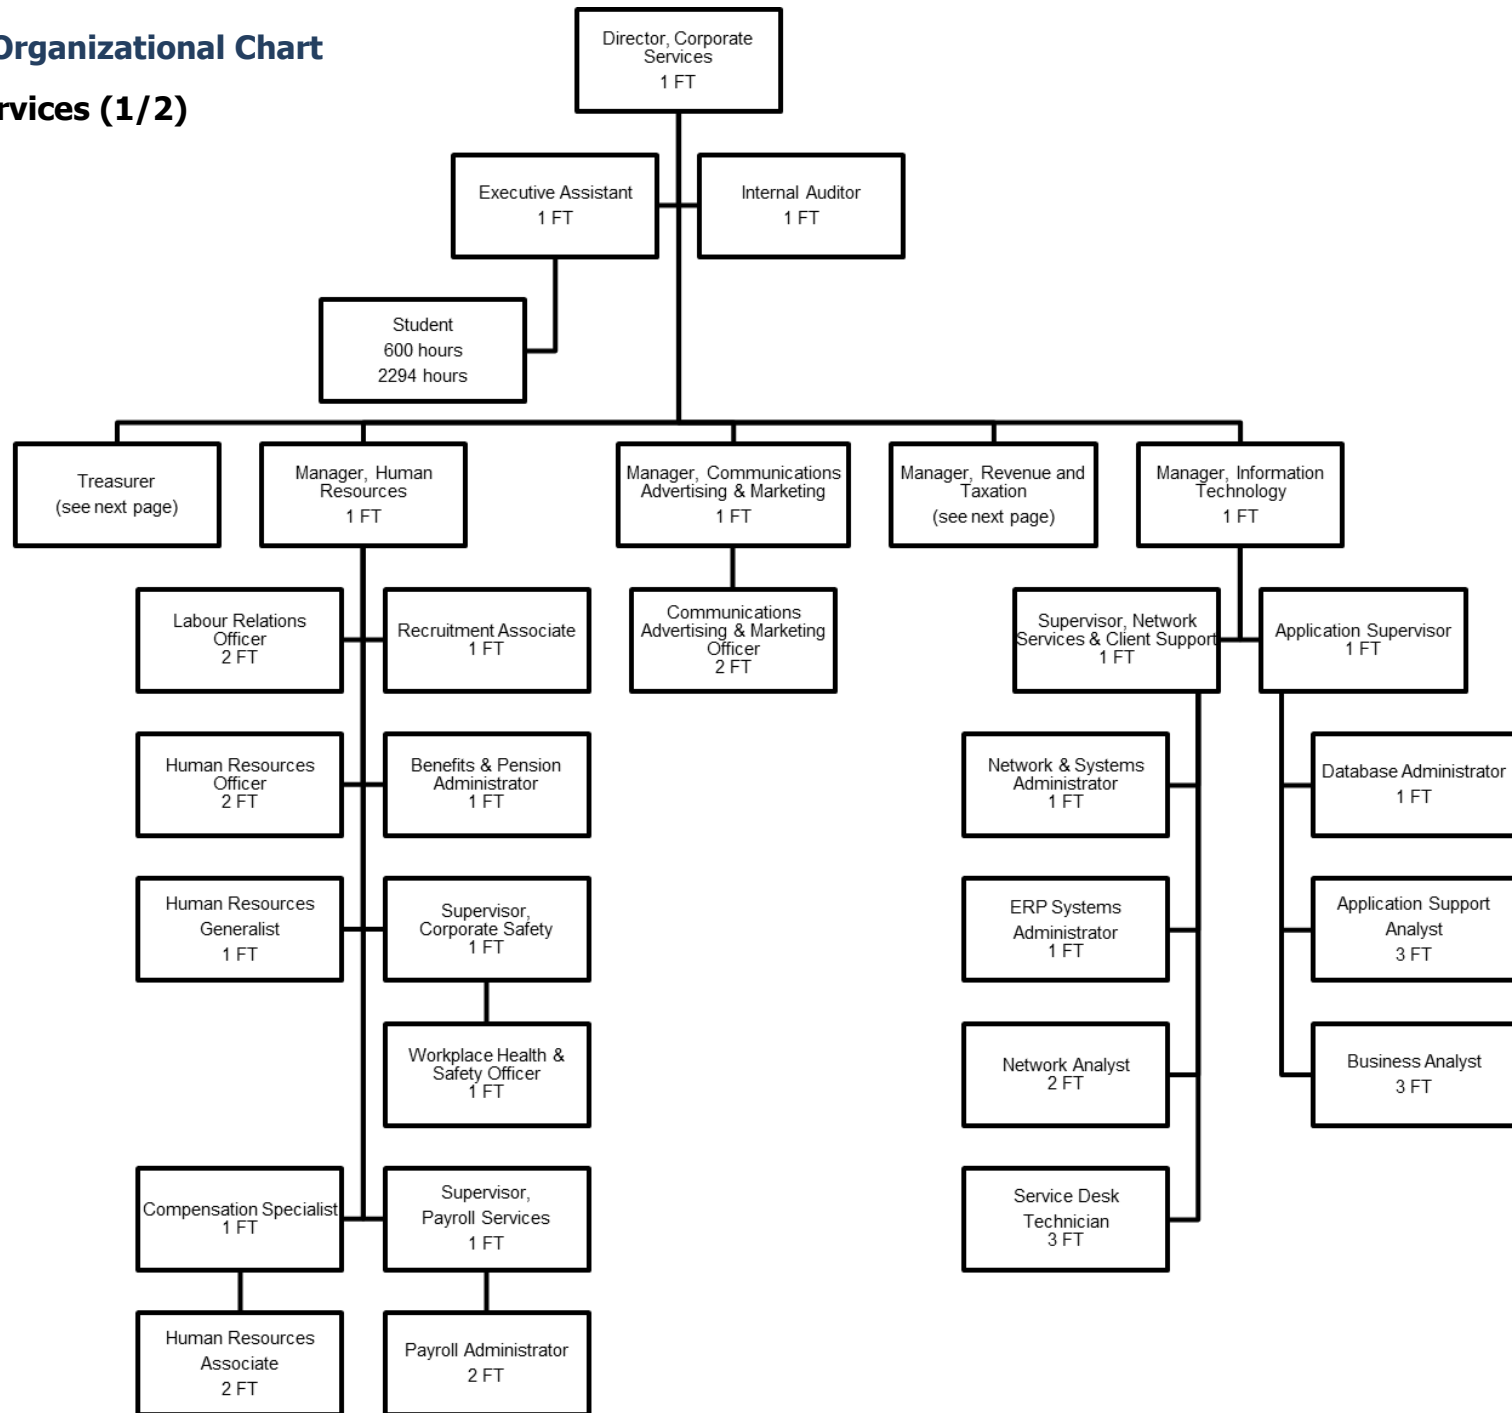 Organizational Chart
rvices (1/2)
Director, Corporate
Services
1 FT
Executive Assistant
1 FT
Internal Auditor
1 FT
Student
600 hours
2294 hours
Treasurer
(see next page)
Manager, Human
Resources
1 FT
Manager, Communications
Advertising & Marketing
1 FT
Manager, Revenue and
Taxation
(see next page)
Manager, Information
Technology
1 FT
Labour Relations
Officer
2 FT
Recruitment Associate
1 FT
Communications
Advertising & Marketing
Officer
2 FT
Supervisor, Network
Services & Client Support
1 FT
Application Supervisor
1 FT
Human Resources
Officer
2 FT
Benefits & Pension
Administrator
1 FT
Network & Systems
Administrator
1 FT
Database Administrator
1 FT
Human Resources
Generalist
1 FT
Supervisor,
Corporate Safety
1 FT
ERP Systems
Administrator
1 FT
Application Support
Analyst
3 FT
Workplace Health &
Safety Officer
1 FT
Network Analyst
2 FT
Business Analyst
3 FT
Compensation Specialist
1 FT
Supervisor,
Payroll Services
1 FT
Service Desk
Technician
3 FT
Human Resources
Associate
2 FT
Payroll Administrator
2 FT